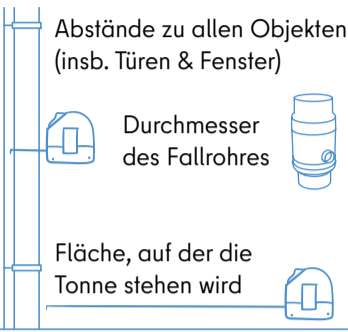 Abstände zu allen Objekten
(insb. Türen & Fenster)
Durchmesser
des Fallrohres
Fläche, auf der die
Tonne stehen wird